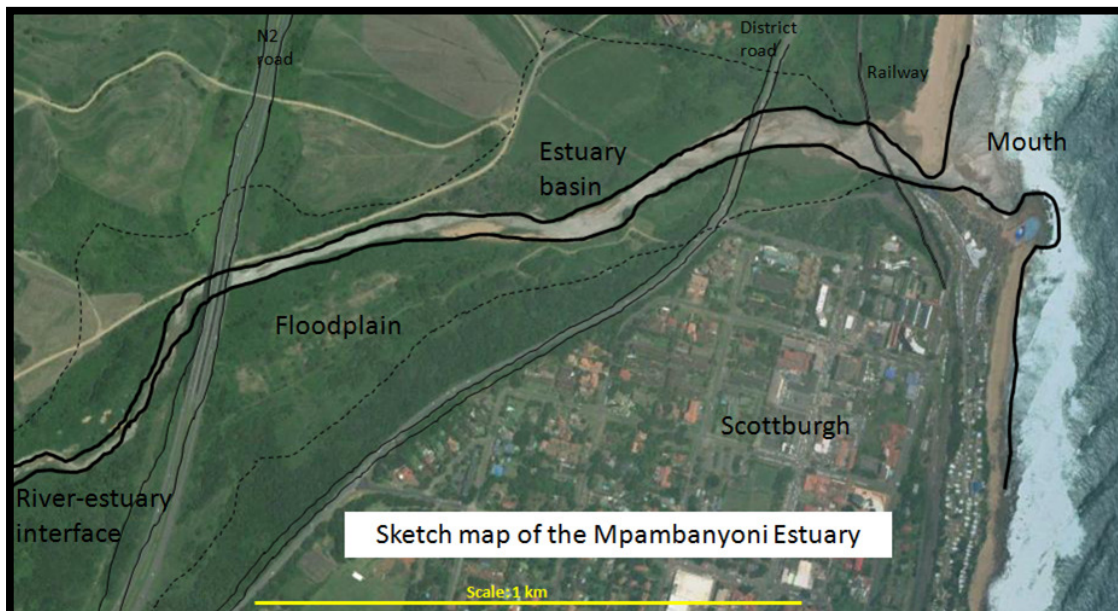 N2
road
District
road
Railway
Mouth
Estuary
basin
Floodplain
Scottburgh
River-estuary
interface
Sketch map of the Mpambanyoni Estuary
Scale: 1 km